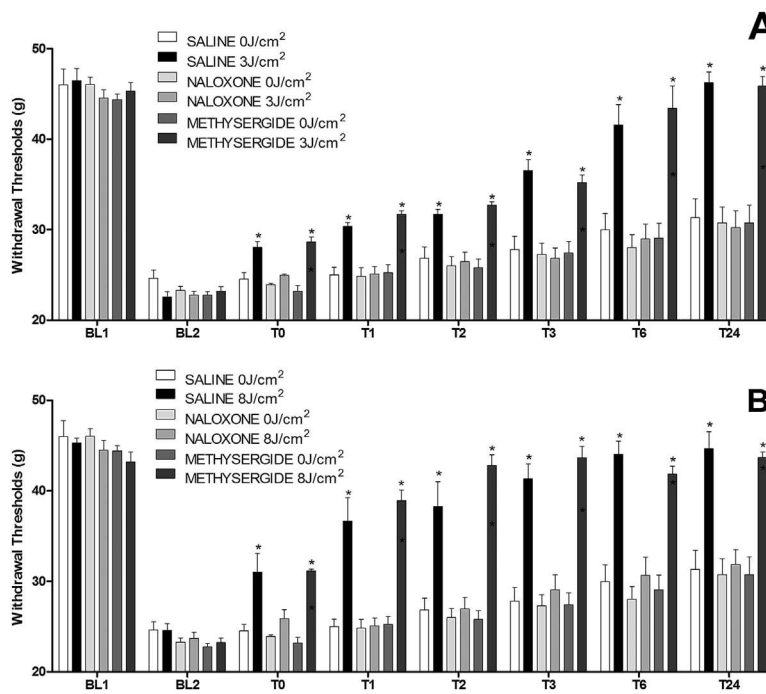 A
50
40
30
20
Withdrawal Thresholds (g)
SALINE 0J/cm²
SALINE 3J/cm²
NALOXONE 0J/cm²
NALOXONE 3J/cm²
METHYSERGIDE 0J/cm²
METHYSERGIDE 3J/cm²
* * * * * * * * * * * *
* * * * * *
BL1 BL2 T0 T1 T2 T3 T6 T24
B
50
40
30
20
Withdrawal Thresholds (g)
SALINE 0J/cm²
SALINE 8J/cm²
NALOXONE 0J/cm²
NALOXONE 8J/cm²
METHYSERGIDE 0J/cm²
METHYSERGIDE 8J/cm²
* * * * * * * * * * * *
* * * * * *
BL1 BL2 T0 T1 T2 T3 T6 T24